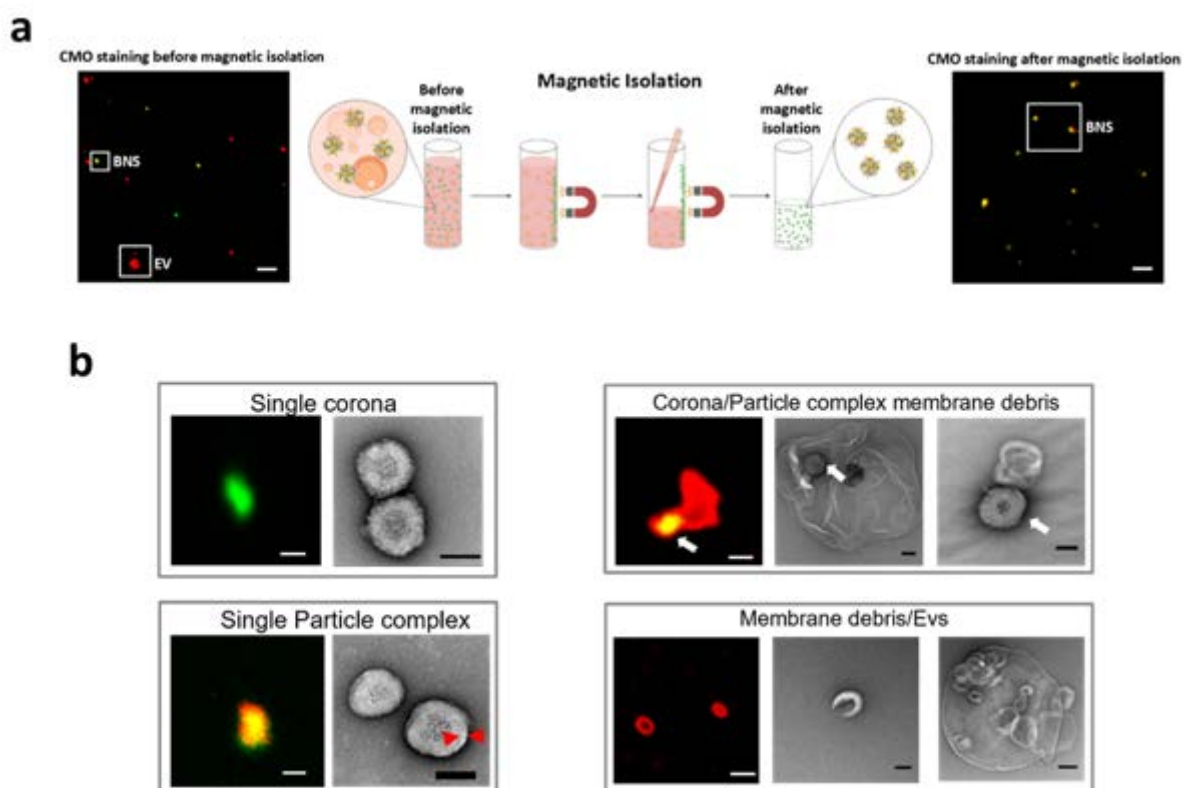 a
CMO staining before magnetic isolation
BNS
EV
Before
magnetic
isolation
Magnetic Isolation
After
magnetic
isolation
CMO staining after magnetic isolation
BNS
b
Single corona
Corona/Particle complex membrane debris
Single Particle complex
Membrane debris/Evs